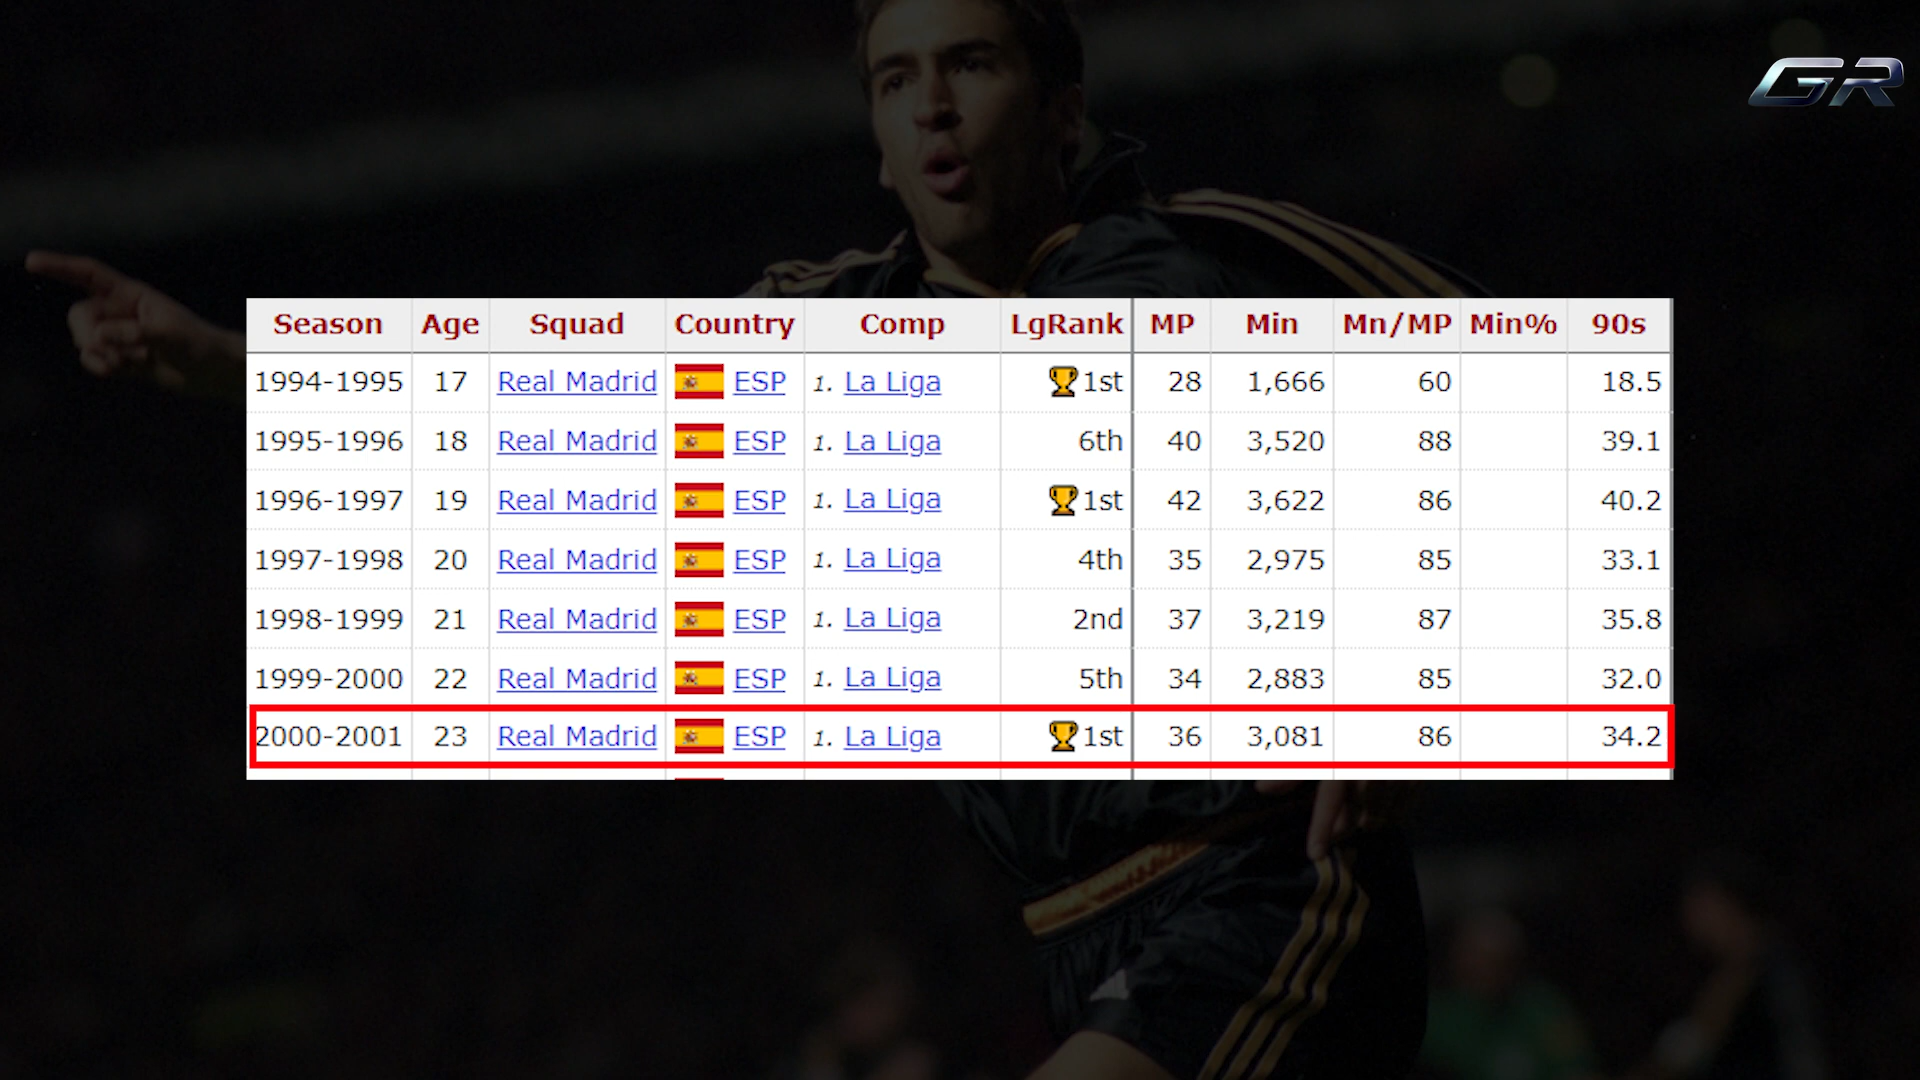 GR
Season Age Squad Country Comp LgRank MP Min Mn/MP Min% 90s
1994-1995 17 Real Madrid ESP 1. La Liga 1st 28 1,666 60 18.5
1995-1996 18 Real Madrid ESP 1. La Liga 6th 40 3,520 88 39.1
1996-1997 19 Real Madrid ESP 1. La Liga 1st 42 3,622 86 40.2
1997-1998 20 Real Madrid ESP 1. La Liga 4th 35 2,975 85 33.1
1998-1999 21 Real Madrid ESP 1. La Liga 2nd 37 3,219 87 35.8
1999-2000 22 Real Madrid ESP 1. La Liga 5th 34 2,883 85 32.0
2000-2001 23 Real Madrid ESP 1. La Liga 1st 36 3,081 86 34.2